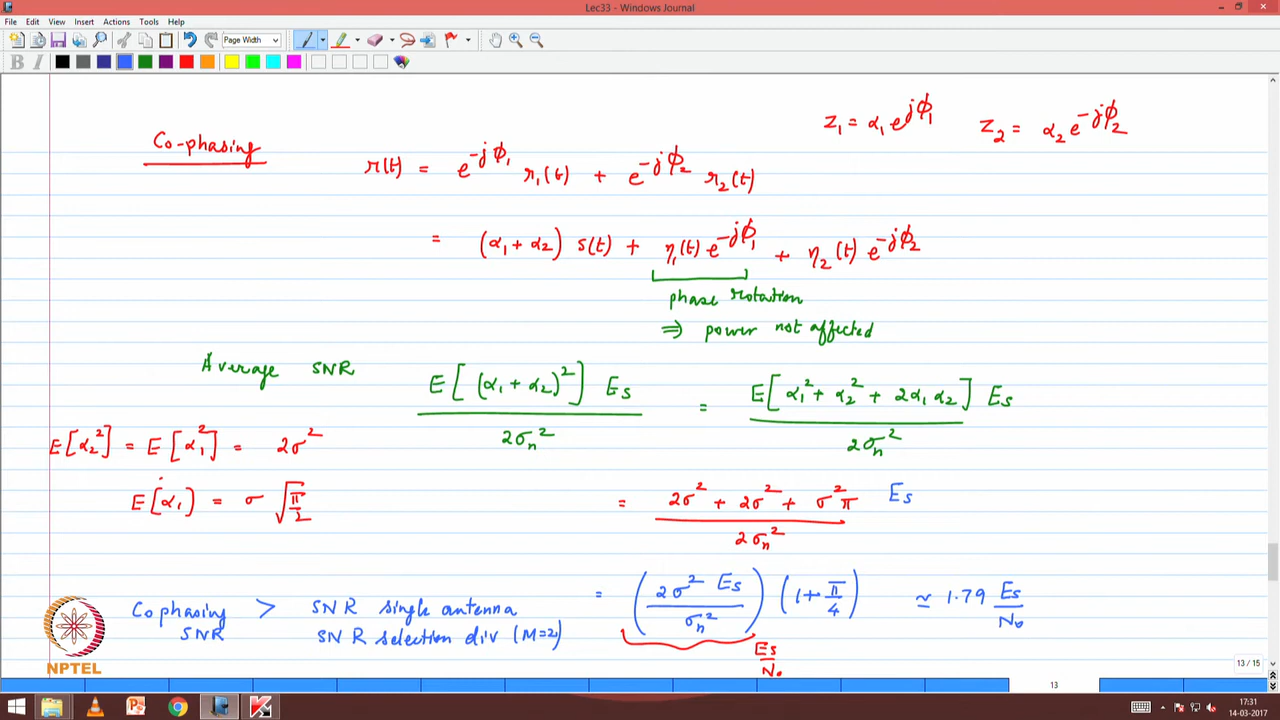 Lec33 - Windows Journal
File Edit View Insert Actions Tools Help
Page Width
B I
z₁ = α₁ e^{jϕ₁} z₂ = α₂ e^{-jϕ₂}
Co-phasing
r(t) = e^{-jϕ₁} r₁(t) + e^{-jϕ₂} r₂(t)
= (α₁ + α₂) s(t) + η₁(t) e^{-jϕ₁} + η₂(t) e^{-jϕ₂}
phase rotation
⇒ power not affected
Average SNR E[(α₁ + α₂)²] Es / 2σₙ² = E[α₁² + α₂² + 2α₁α₂] Es / 2σₙ²
E[α₂²] = E[α₁²] = 2σ²
E[α₁] = σ √(π/2)
= (2σ² + 2σ² + σ²π) / 2σₙ² Es
= (2σ² Es / σₙ²) (1 + π/4) ≃ 1.79 Es/N₀
Es/N₀
Cophasing SNR > SNR single antenna
SNR selection div (M=2)
NPTEL
13 / 15
13
17:31
14-03-2017